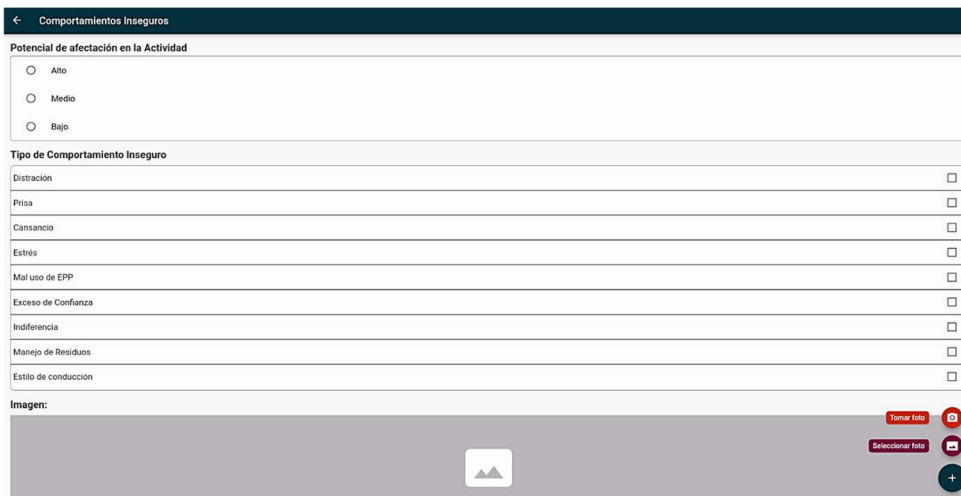 Comportamientos Inseguros
Potencial de afectación en la Actividad
Alto
Medio
Bajo
Tipo de Comportamiento Inseguro
Distración
Prisa
Cansancio
Estrés
Mal uso de EPP
Exceso de Confianza
Indiferencia
Manejo de Residuos
Estilo de conducción
Imagen:
Tomar foto
Seleccionar foto